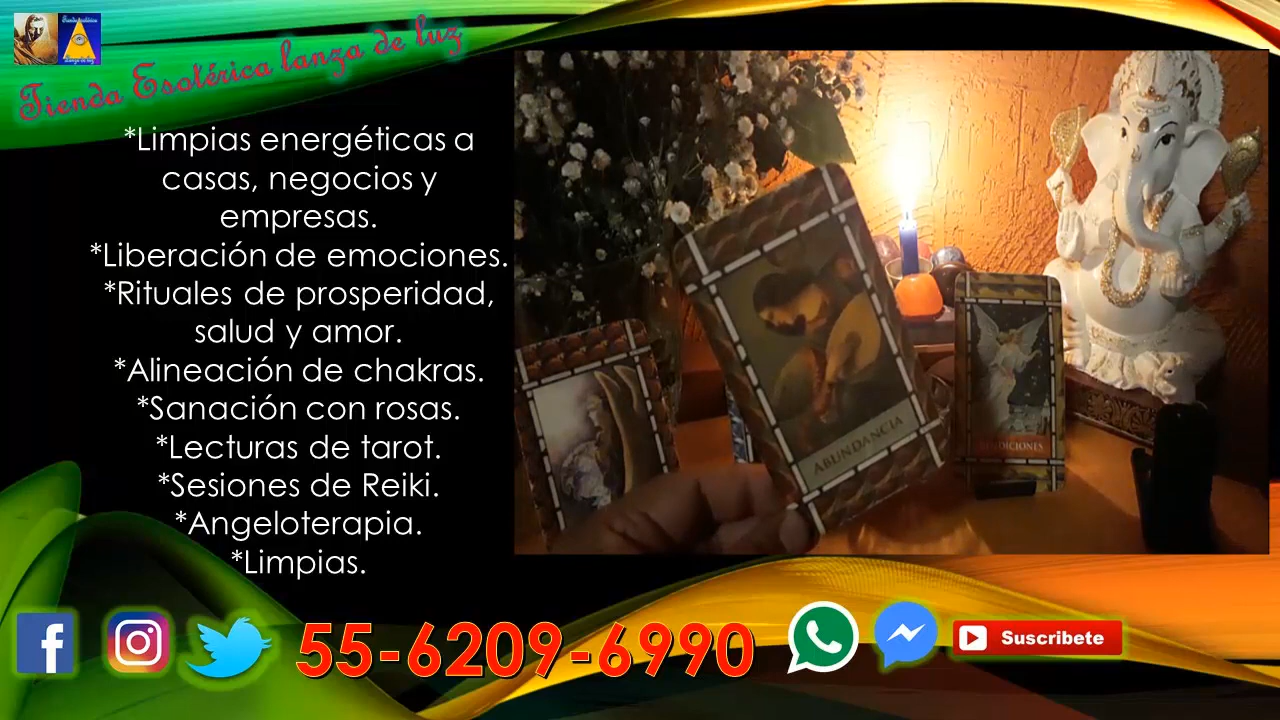 Tienda Esotérica lanza de luz
*Limpias energéticas a
casas, negocios y
empresas.
*Liberación de emociones.
*Rituales de prosperidad,
salud y amor.
*Alineación de chakras.
*Sanación con rosas.
*Lecturas de tarot.
*Sesiones de Reiki.
*Angeloterapia.
*Limpias.
ABUNDANCIA
55-6209-6990
Suscribete